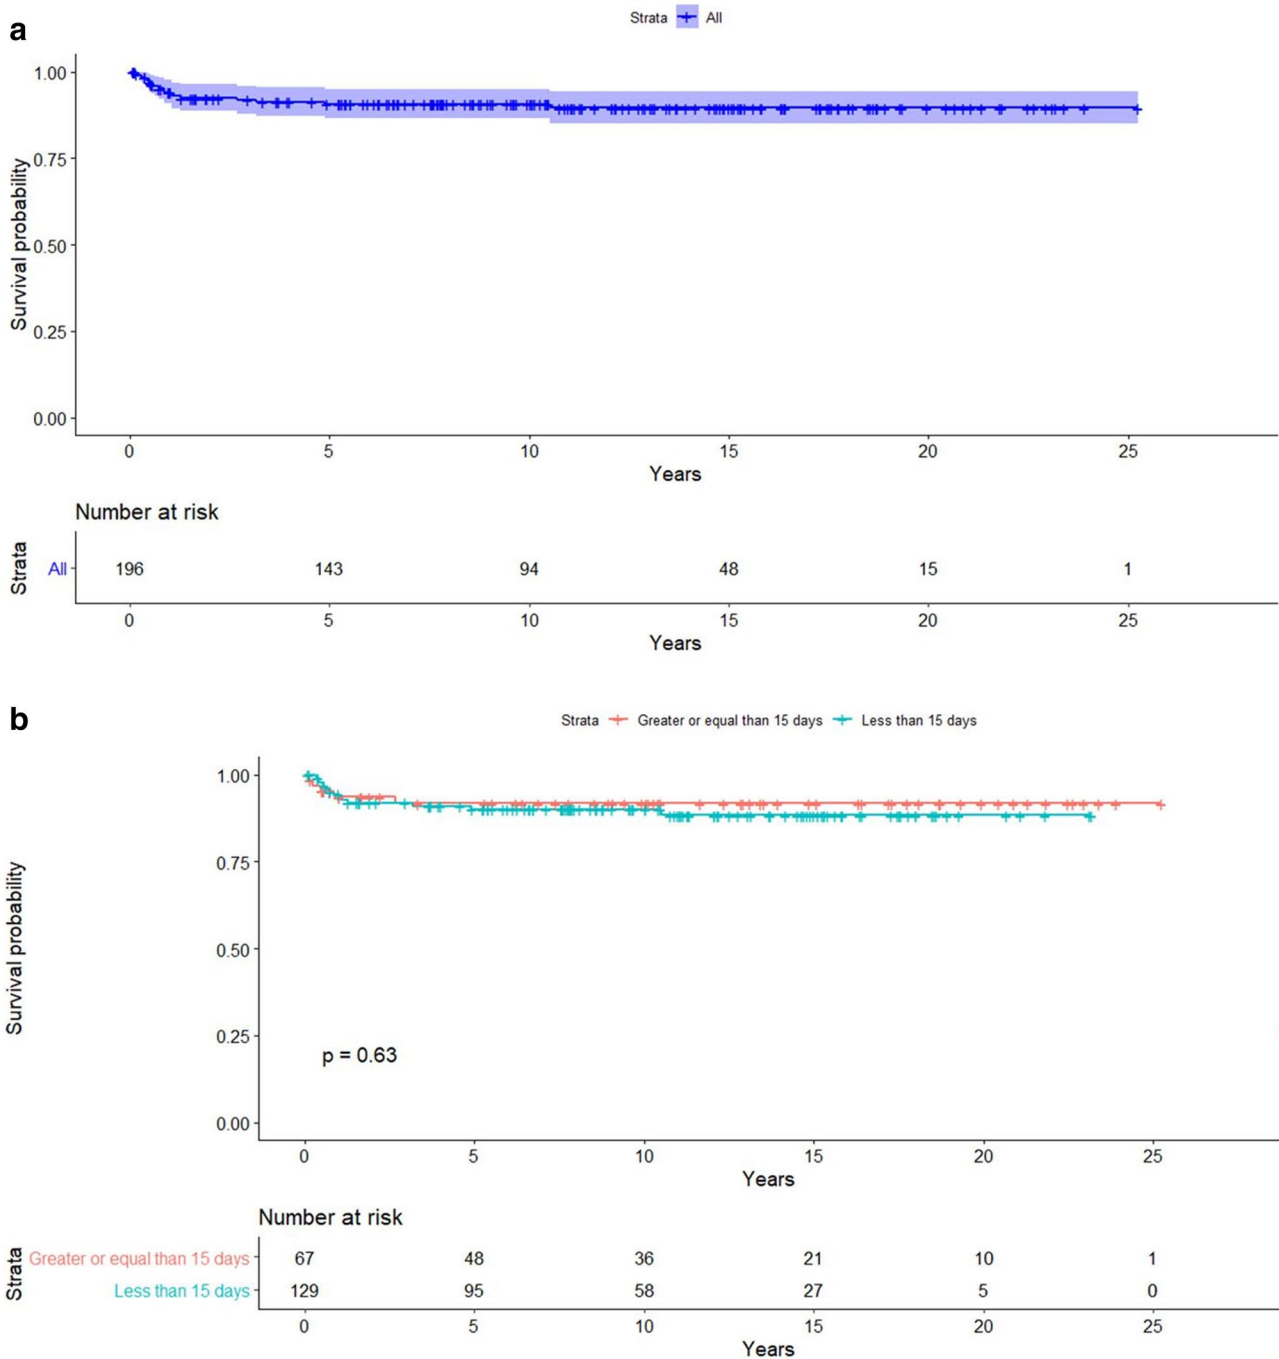 a
Strata All
1.00
0.75
0.50
0.25
0.00
Survival probability
0 5 10 15 20 25
Years
Number at risk
Strata
All 196 143 94 48 15 1
0 5 10 15 20 25
Years
b
Strata Greater or equal than 15 days Less than 15 days
1.00
0.75
0.50
0.25
0.00
Survival probability
p = 0.63
0 5 10 15 20 25
Years
Number at risk
Strata
Greater or equal than 15 days 67 48 36 21 10 1
Less than 15 days 129 95 58 27 5 0
0 5 10 15 20 25
Years